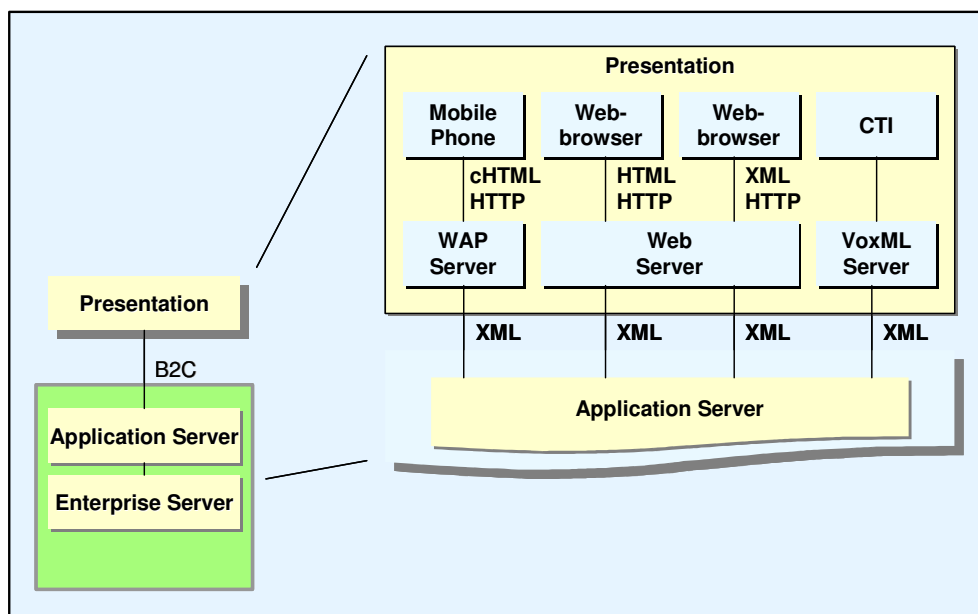 Presentation
Mobile
Phone
Web-
browser
Web-
browser
CTI
cHTML
HTTP
HTML
HTTP
XML
HTTP
WAP
Server
Web
Server
VoxML
Server
XML
XML
XML
XML
Application Server
Presentation
B2C
Application Server
Enterprise Server